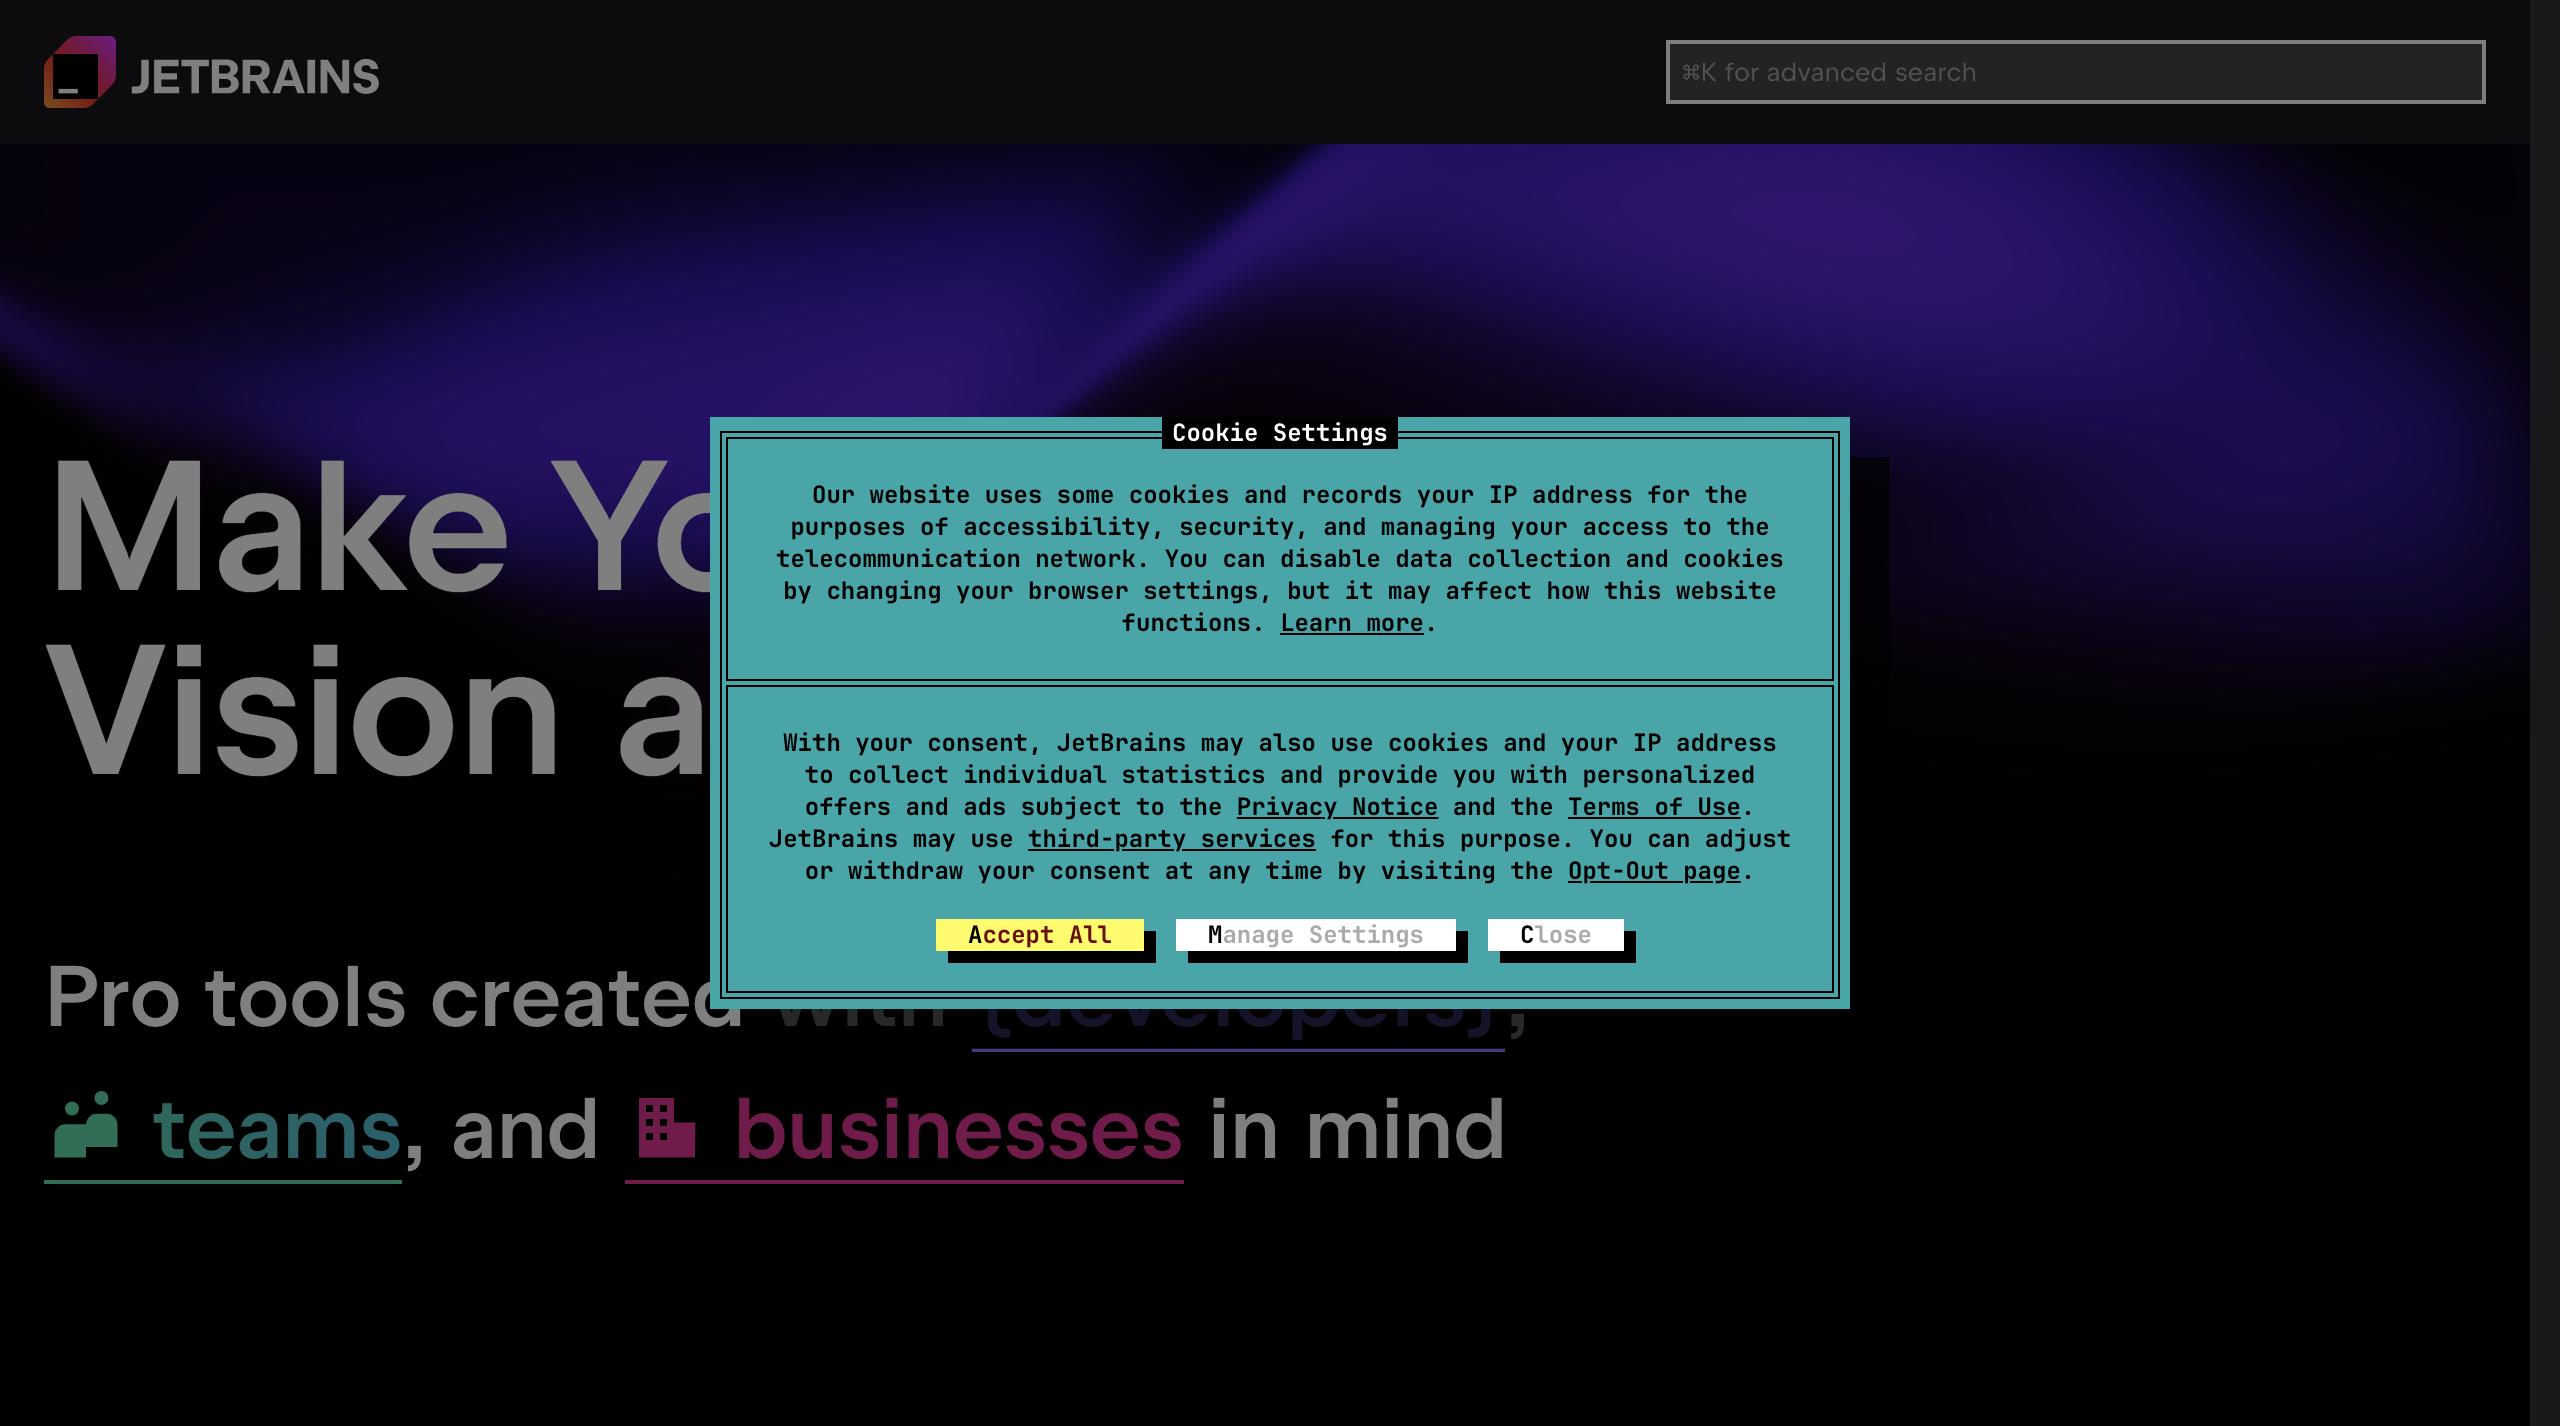 JETBRAINS
⌘K for advanced search
Make Yo
Vision a
Cookie Settings
Our website uses some cookies and records your IP address for the
purposes of accessibility, security, and managing your access to the
telecommunication network. You can disable data collection and cookies
by changing your browser settings, but it may affect how this website
functions. Learn more.
With your consent, JetBrains may also use cookies and your IP address
to collect individual statistics and provide you with personalized
offers and ads subject to the Privacy Notice and the Terms of Use.
JetBrains may use third-party services for this purpose. You can adjust
or withdraw your consent at any time by visiting the Opt-Out page.
Accept All
Manage Settings
Close
Pro tools created with {developers},
teams, and businesses in mind